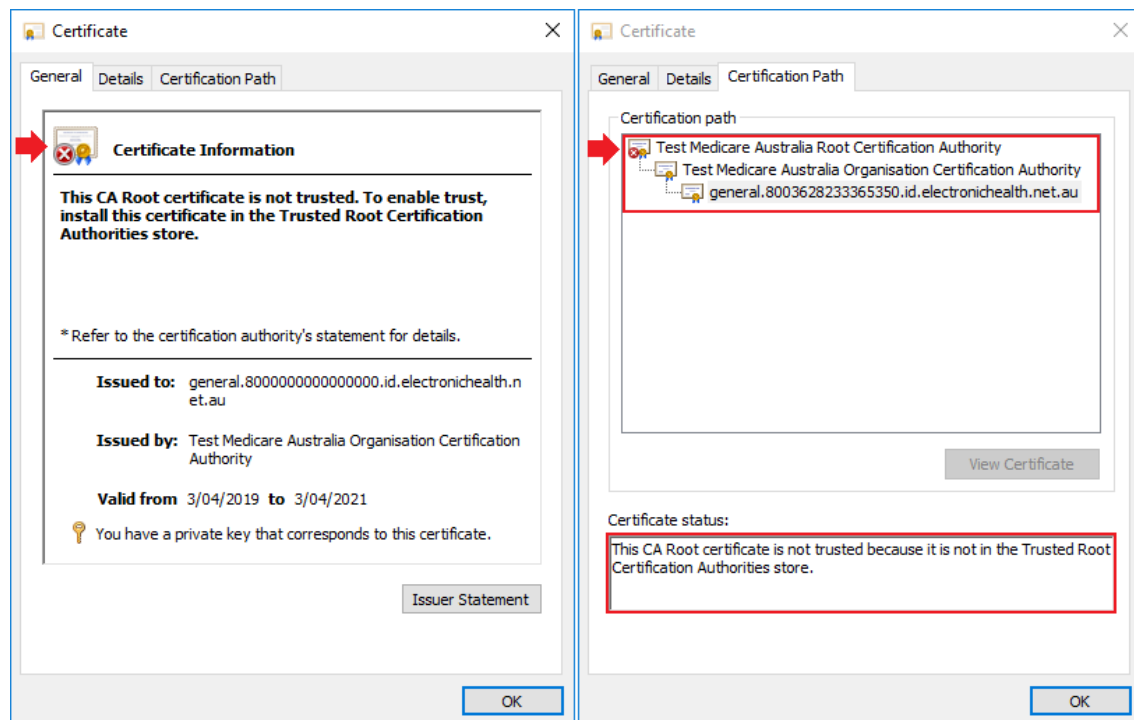 Certificate
General Details Certification Path
Certificate Information
This CA Root certificate is not trusted. To enable trust,
install this certificate in the Trusted Root Certification
Authorities store.
* Refer to the certification authority's statement for details.
Issued to: general.8000000000000000.id.electronichealth.n
et.au
Issued by: Test Medicare Australia Organisation Certification
Authority
Valid from 3/04/2019 to 3/04/2021
You have a private key that corresponds to this certificate.
Issuer Statement
OK
Certificate
General Details Certification Path
Certification path
Test Medicare Australia Root Certification Authority
Test Medicare Australia Organisation Certification Authority
general.8003628233365350.id.electronichealth.net.au
View Certificate
Certificate status:
This CA Root certificate is not trusted because it is not in the Trusted Root
Certification Authorities store.
OK